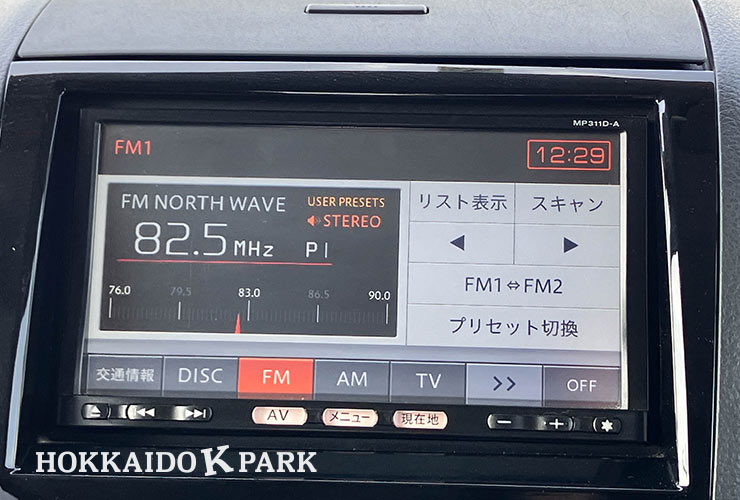 MP311D-A
FM1
12:29
FM NORTH WAVE
USER PRESETS
STEREO
82.5 MHz P1
76.0 79.5 83.0 86.5 90.0
リスト表示 スキャン
◀ ▶
FM1⇔FM2
プリセット切換
交通情報 DISC FM AM TV >> OFF
AV メニュー 現在地
− +
HOKKAIDO K PARK